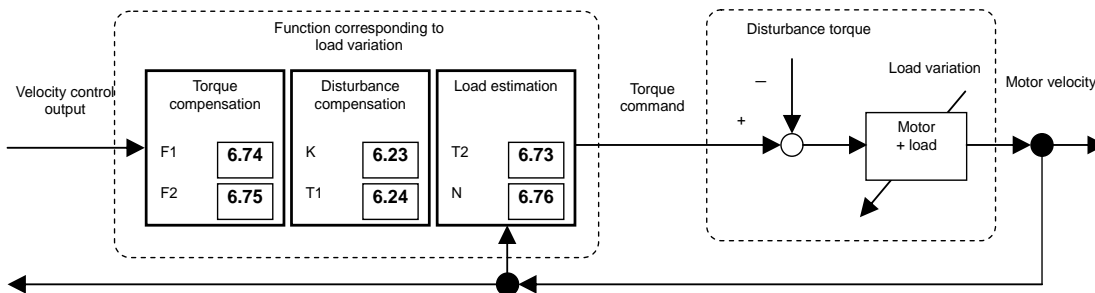 Function corresponding to
load variation
Disturbance torque
Velocity control
output
Torque
compensation
F1 6.74
F2 6.75
Disturbance
compensation
K 6.23
T1 6.24
Load estimation
T2 6.73
N 6.76
Torque
command
+
—
Load variation
Motor
+ load
Motor velocity